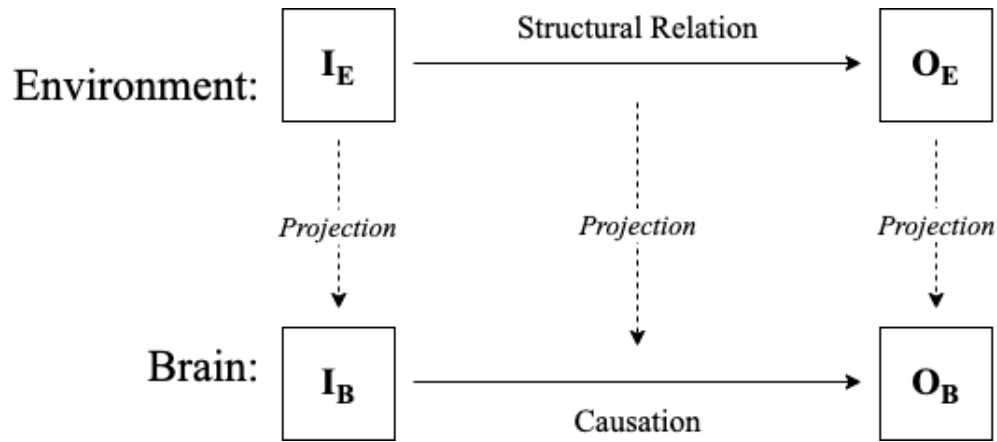 Structural Relation
Environment:
I_E
O_E
Projection
Projection
Projection
Brain:
I_B
O_B
Causation